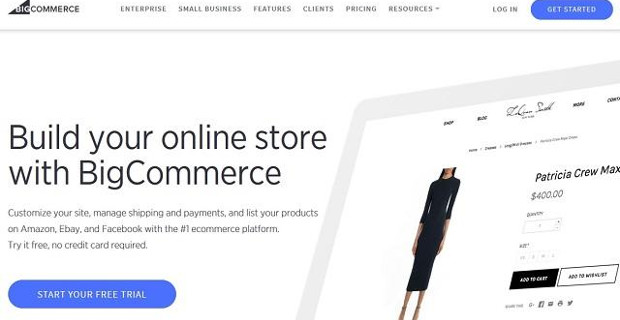 BIGCOMMERCE
ENTERPRISE SMALL BUSINESS FEATURES CLIENTS PRICING RESOURCES LOG IN GET STARTED
SHOP BLOG MORE
Build your online store
with BigCommerce
Customize your site, manage shipping and payments, and list your products
on Amazon, Ebay, and Facebook with the #1 ecommerce platform.
Try it free, no credit card required.
START YOUR FREE TRIAL
Patricia Crew Max
$400.00
QUANTITY
ADD TO CART
ADD TO WISHLIST
SHARE THIS